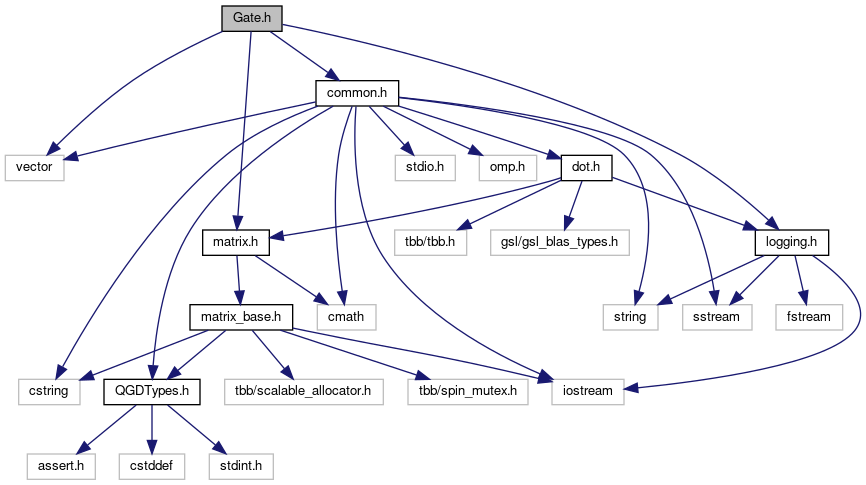 Gate.h
common.h
vector
stdio.h
omp.h
dot.h
matrix.h
tbb/tbb.h
gsl/gsl_blas_types.h
logging.h
matrix_base.h
cmath
string
sstream
fstream
cstring
QGDTypes.h
tbb/scalable_allocator.h
tbb/spin_mutex.h
iostream
assert.h
cstddef
stdint.h